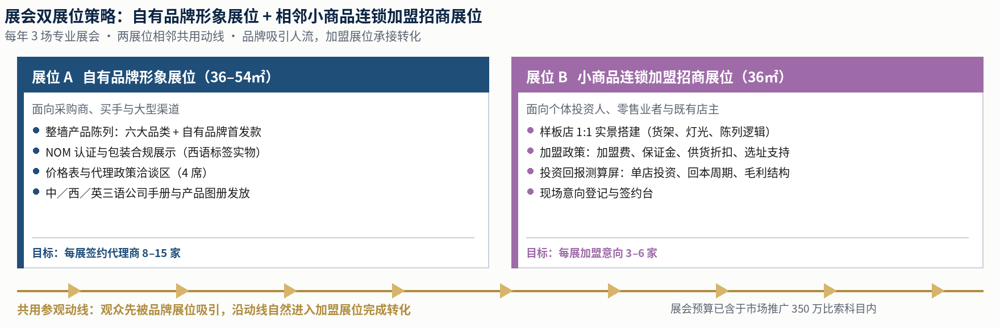 展会双展位策略：自有品牌形象展位 + 相邻小商品连锁加盟招商展位
每年 3 场专业展会 · 两展位相邻共用动线 · 品牌吸引人流，加盟展位承接转化
展位 A 自有品牌形象展位（36–54㎡）
面向采购商、买手与大型渠道
整墙产品陈列：六大品类 + 自有品牌首发款
NOM 认证与包装合规展示（西语标签实物）
价格表与代理政策洽谈区（4 席）
中／西／英三语公司手册与产品图册发放
目标：每展签约代理商 8–15 家
展位 B 小商品连锁加盟招商展位（36㎡）
面向个体投资人、零售业者与既有店主
样板店 1:1 实景搭建（货架、灯光、陈列逻辑）
加盟政策：加盟费、保证金、供货折扣、选址支持
投资回报测算屏：单店投资、回本周期、毛利结构
现场意向登记与签约台
目标：每展加盟意向 3–6 家
共用参观动线：观众先被品牌展位吸引，沿动线自然进入加盟展位完成转化
展会预算已含于市场推广 350 万比索科目内